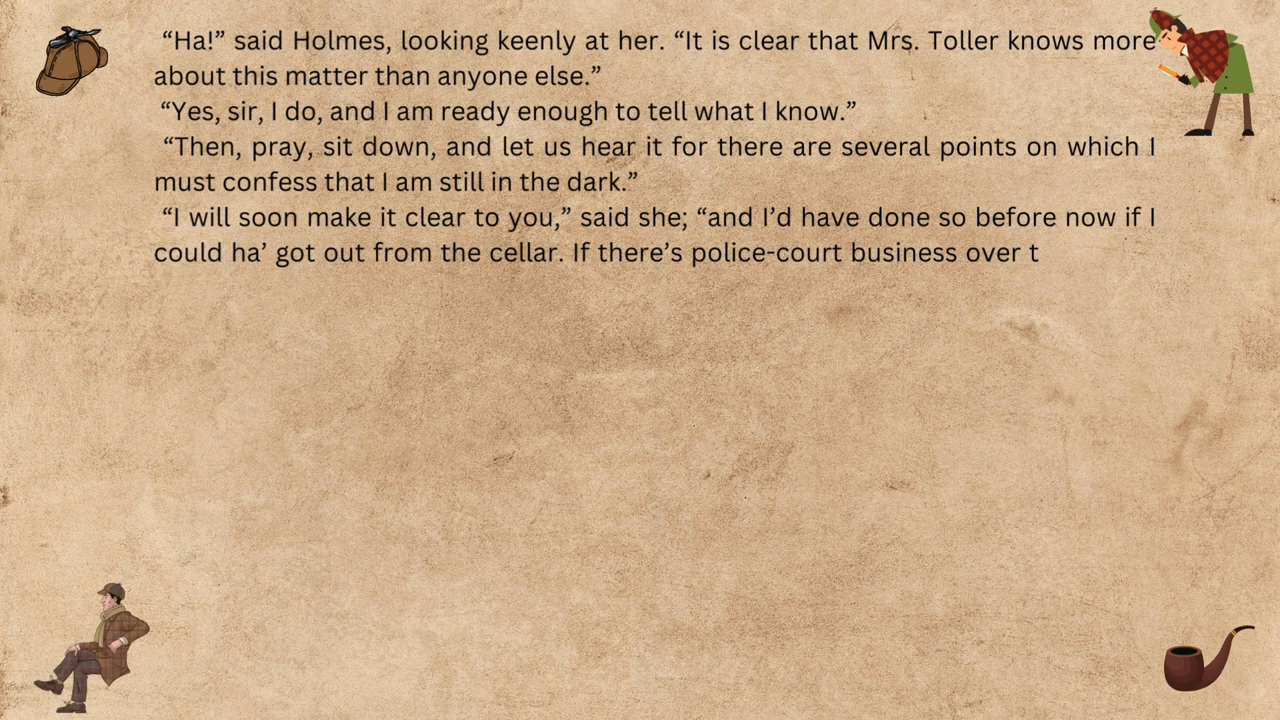 “Ha!” said Holmes, looking keenly at her. “It is clear that Mrs. Toller knows more
about this matter than anyone else.”
“Yes, sir, I do, and I am ready enough to tell what I know.”
“Then, pray, sit down, and let us hear it for there are several points on which I
must confess that I am still in the dark.”
“I will soon make it clear to you,” said she; “and I’d have done so before now if I
could ha’ got out from the cellar. If there’s police-court business over t